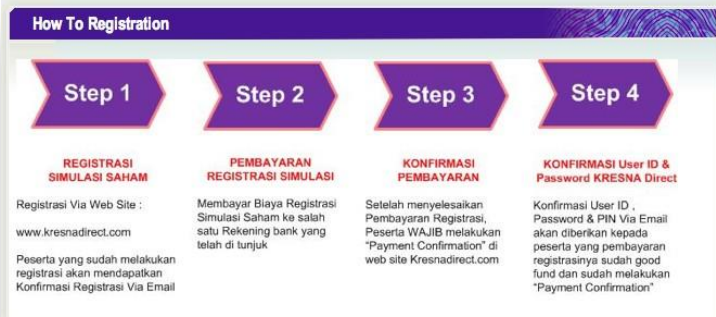 How To Registration
Step 1
Step 2
Step 3
Step 4
REGISTRASI
SIMULASI SAHAM
Registrasi Via Web Site :
www.kresnadirect.com
Peserta yang sudah melakukan
registrasi akan mendapatkan
Konfirmasi Registrasi Via Email
PEMBAYARAN
REGISTRASI SIMULASI
Membayar Biaya Registrasi
Simulasi Saham ke salah
satu Rekening bank yang
telah di tunjuk
KONFIRMASI
PEMBAYARAN
Setelah menyelesaikan
Pembayaran Registrasi,
Peserta WAJIB melakukan
"Payment Confirmation" di
web site Kresnadirect.com
KONFIRMASI User ID &
Password KRESNA Direct
Konfirmasi User ID ,
Password & PIN Via Email
akan diberikan kepada
peserta yang pembayaran
registrasinya sudah good
fund dan sudah melakukan
"Payment Confirmation"